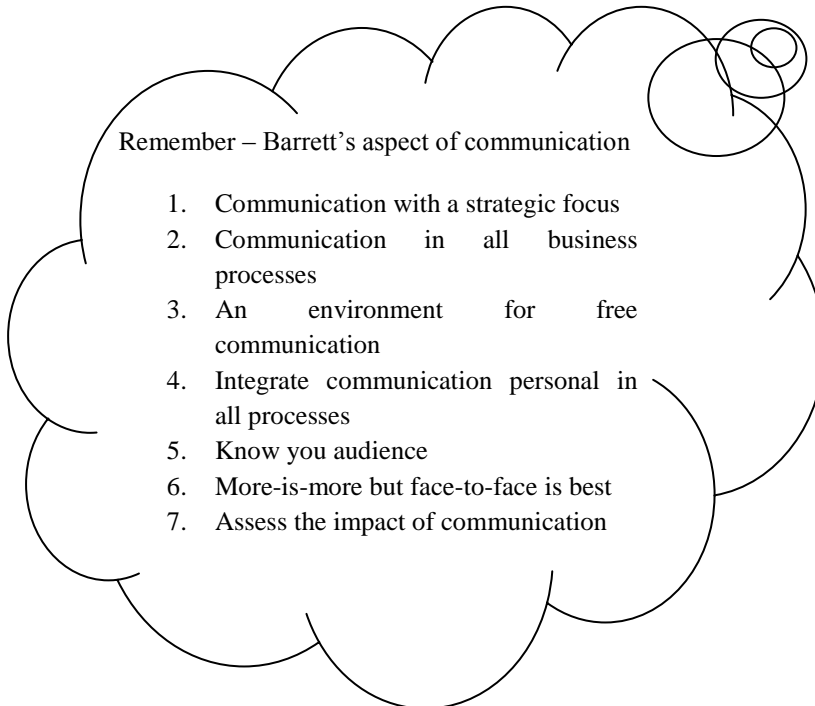 Remember – Barrett’s aspect of communication
1. Communication with a strategic focus
2. Communication in all business
processes
3. An environment for free
communication
4. Integrate communication personal in
all processes
5. Know you audience
6. More-is-more but face-to-face is best
7. Assess the impact of communication